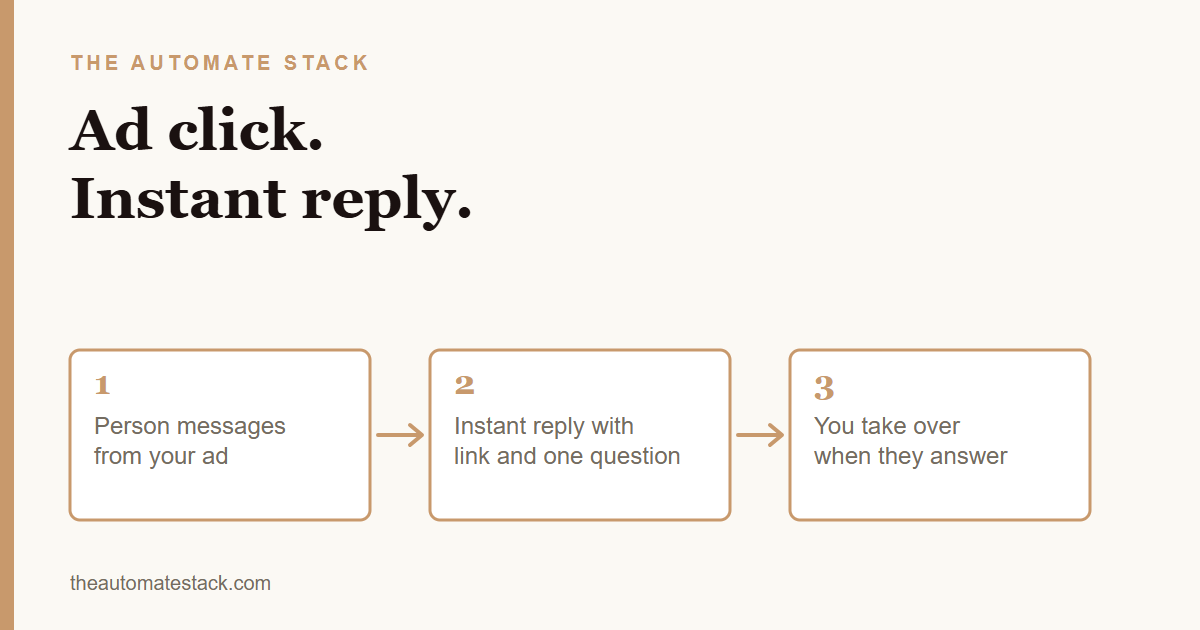 THE AUTOMATE STACK
Ad click.
Instant reply.
1
Person messages
from your ad
2
Instant reply with
link and one question
3
You take over
when they answer
theautomatestack.com